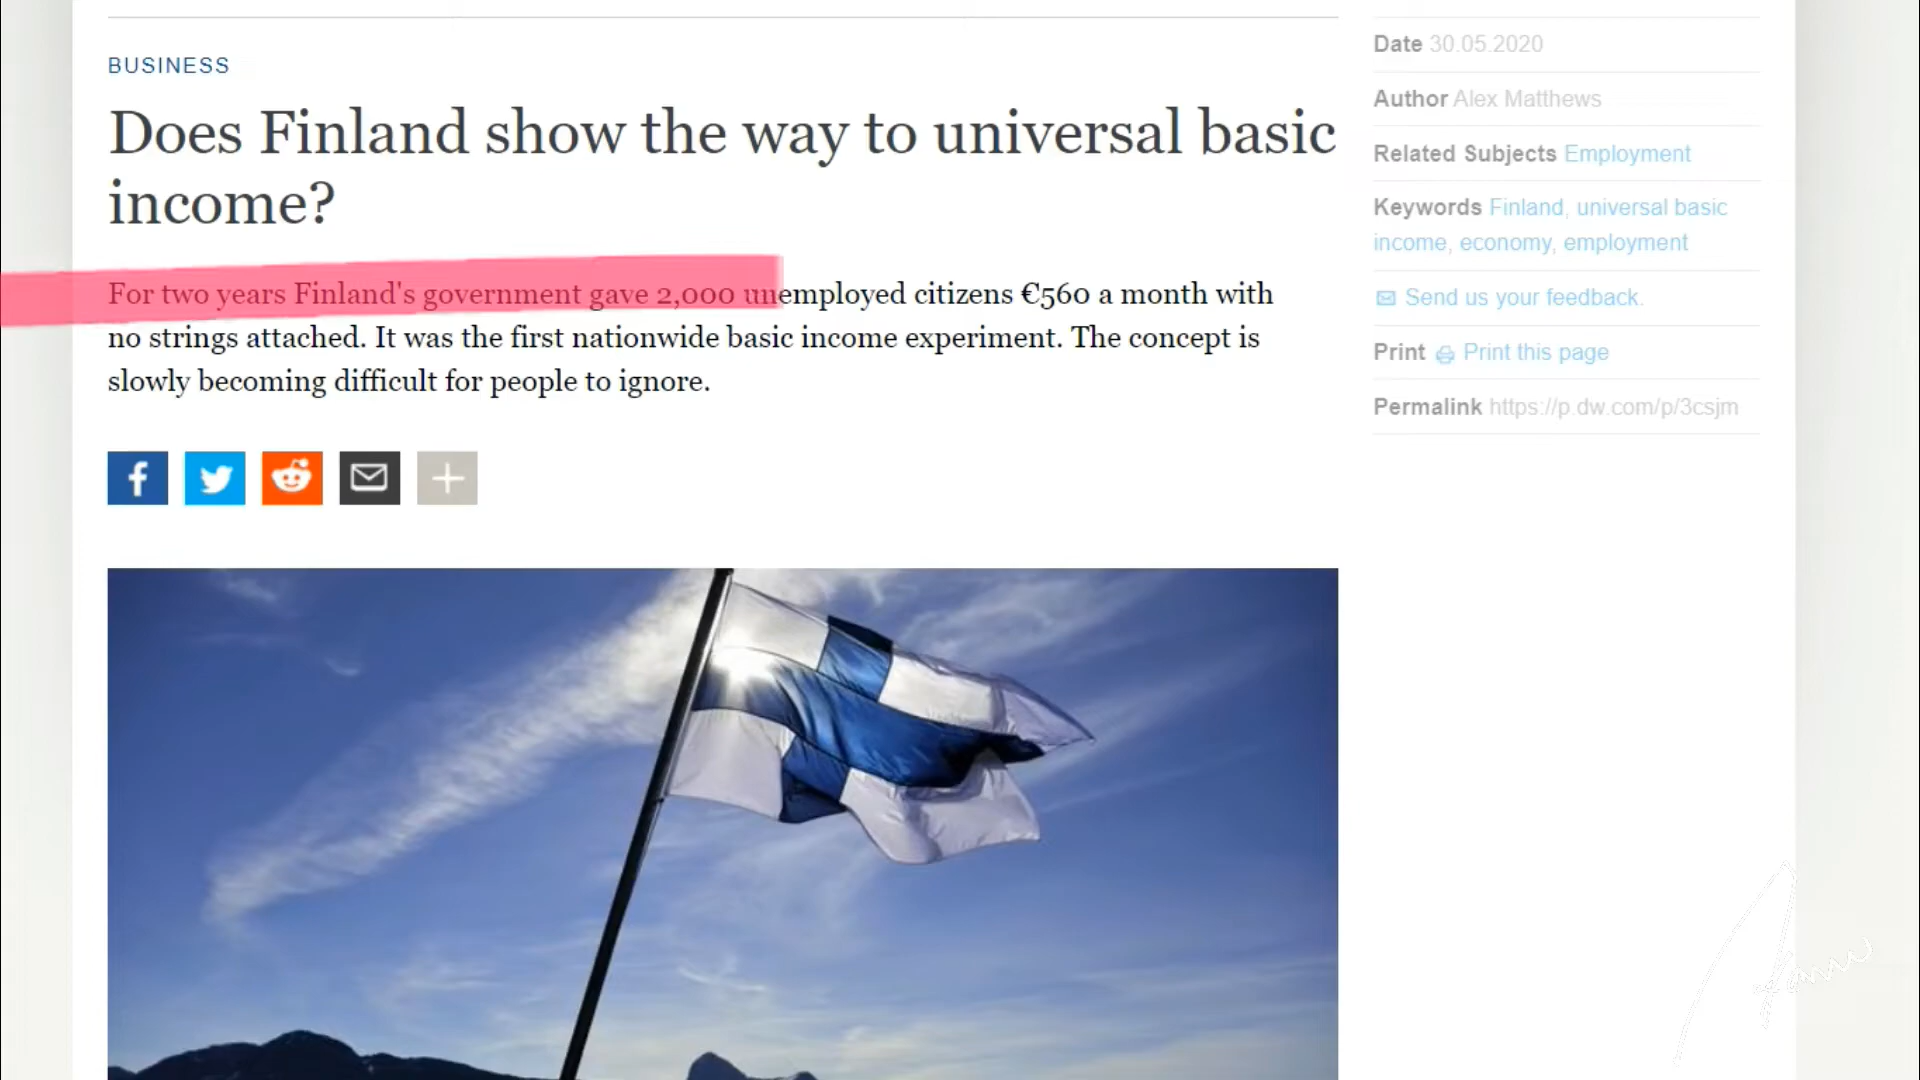 BUSINESS
Does Finland show the way to universal basic
income?
For two years Finland's government gave 2,000 unemployed citizens €560 a month with
no strings attached. It was the first nationwide basic income experiment. The concept is
slowly becoming difficult for people to ignore.
Date 30.05.2020
Author Alex Matthews
Related Subjects Employment
Keywords Finland, universal basic
income, economy, employment
Send us your feedback.
Print Print this page
Permalink https://p.dw.com/p/3csjm